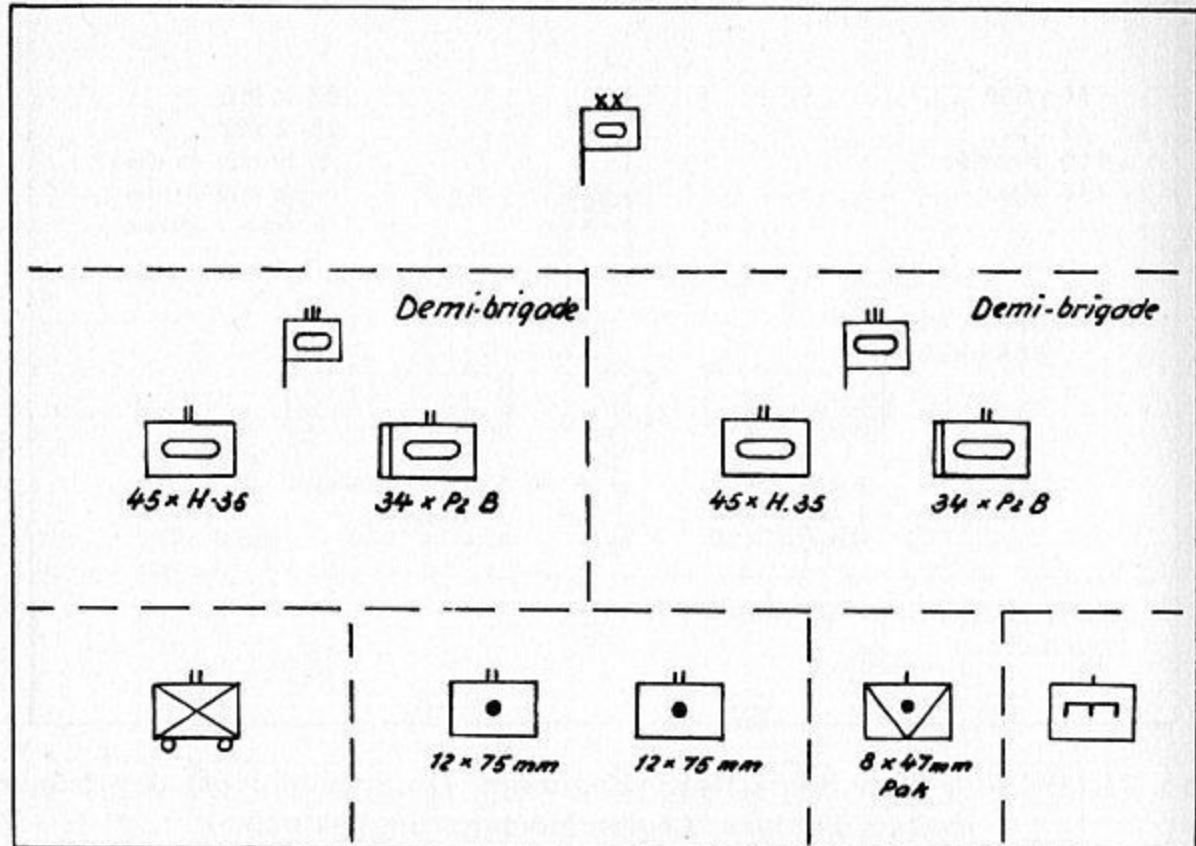 XX
Demi-brigade
Demi-brigade
45 x H-36
34 x Pz B
45 x H.35
34 x Pz B
12 x 75 mm
12 x 75 mm
8 x 47mm
Pak